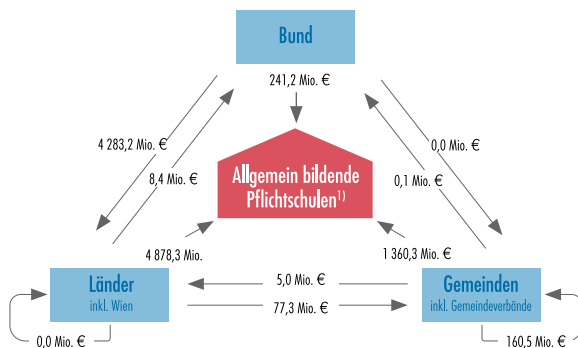 Bund
241,2 Mio. €
4 283,2 Mio. €
0,0 Mio. €
8,4 Mio. €
0,1 Mio. €
Allgemein bildende
Pflichtschulen1)
4 878,3 Mio.
1 360,3 Mio. €
Länder
inkl. Wien
5,0 Mio. €
77,3 Mio. €
Gemeinden
inkl. Gemeindeverbände
0,0 Mio. €
160,5 Mio. €